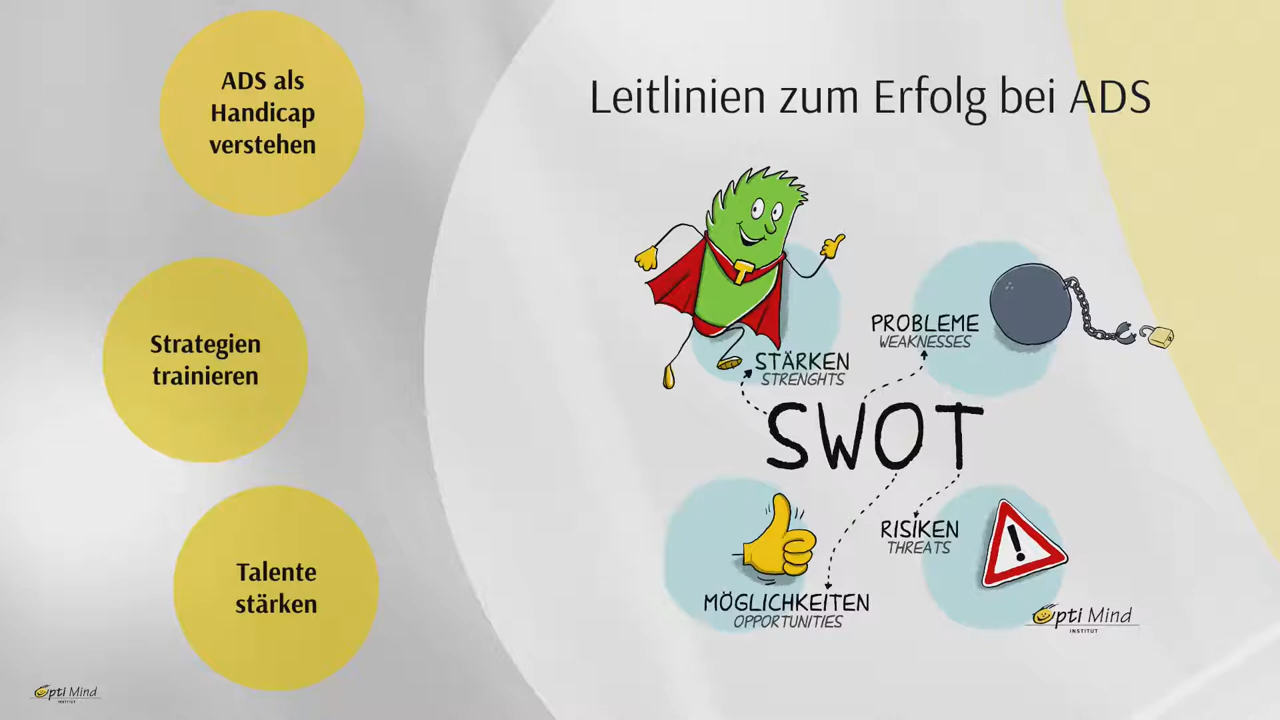 ADS als
Handicap
verstehen
Strategien
trainieren
Talente
stärken
Leitlinien zum Erfolg bei ADS
STÄRKEN
STRENGHTS
PROBLEME
WEAKNESSES
SWOT
MÖGLICHKEITEN
OPPORTUNITIES
RISIKEN
THREATS
Opti Mind
INSTITUT
Opti Mind
INSTITUT